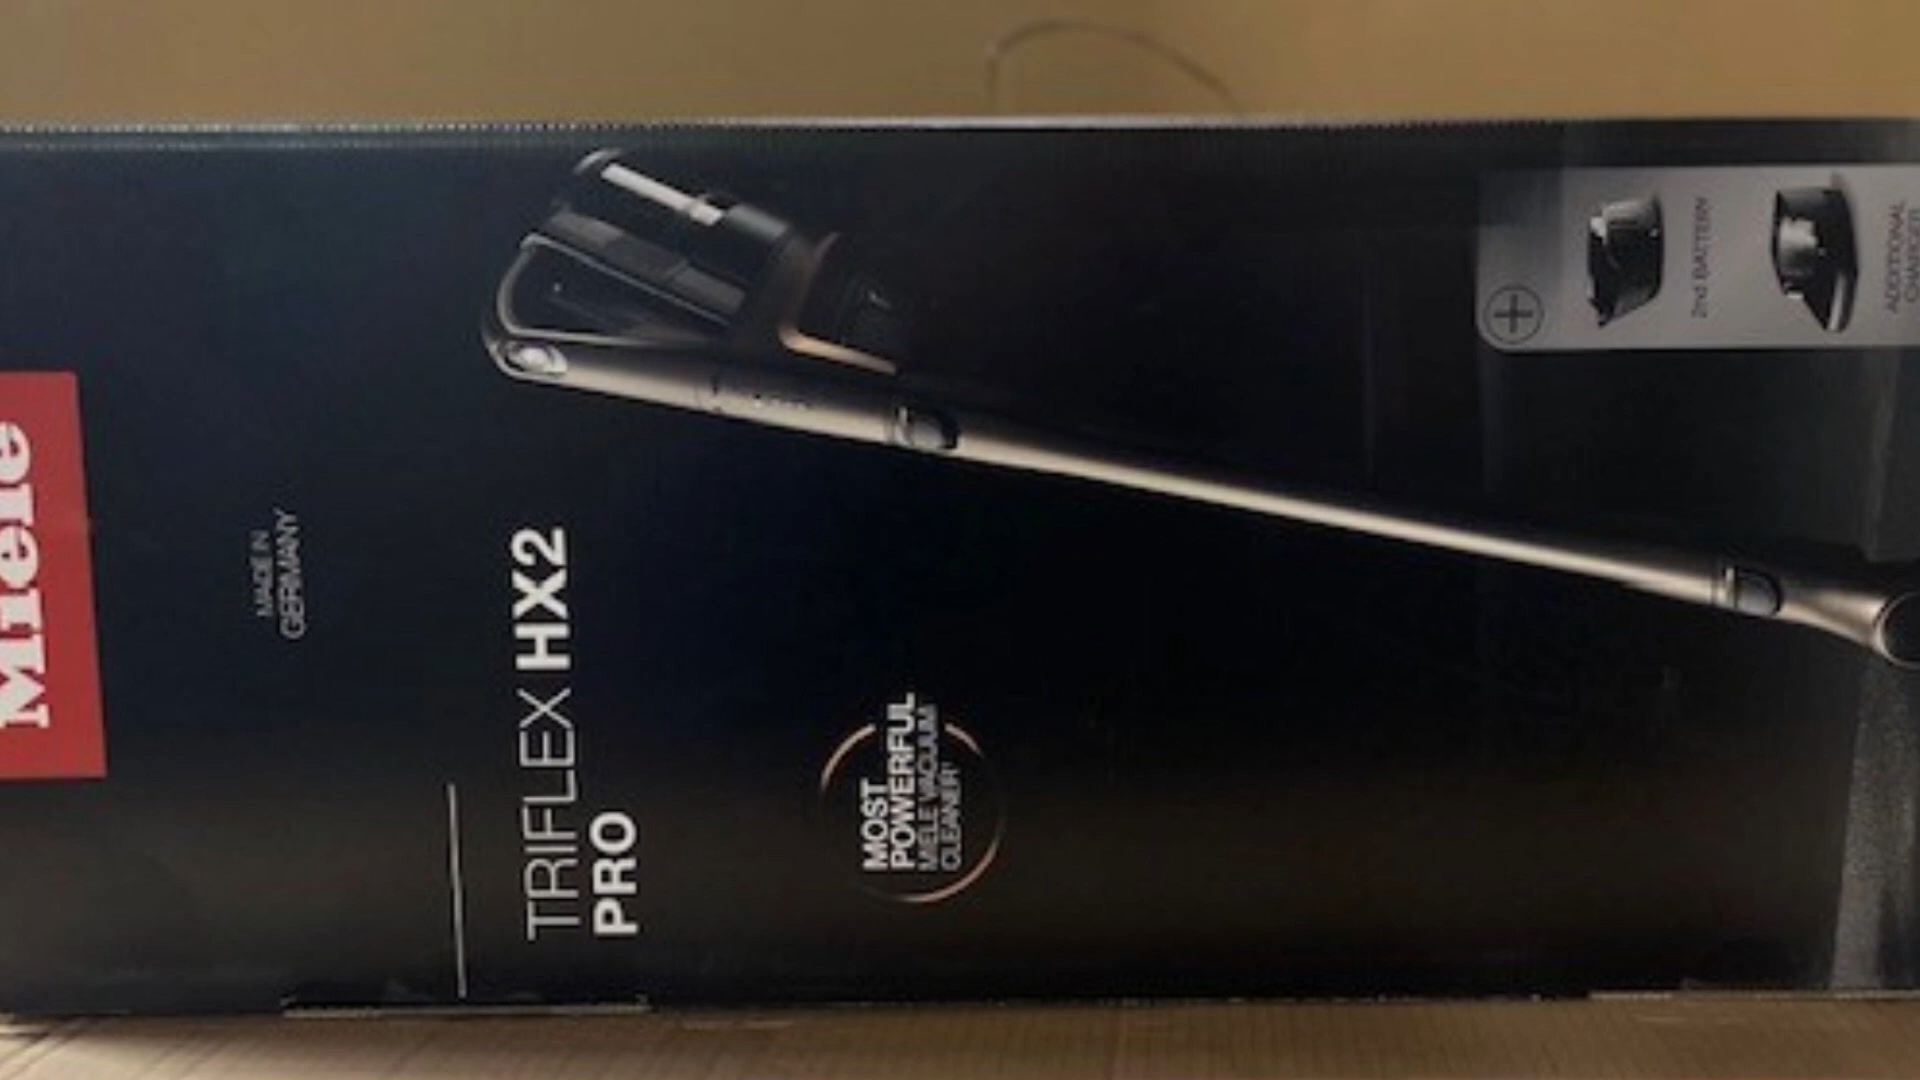 Miele
MADE IN
GERMANY
TRIFLEX HX2
PRO
MOST
POWERFUL
MIELE VACUUM
CLEANER¹
2nd BATTERY
ADDITIONAL
CHARGER